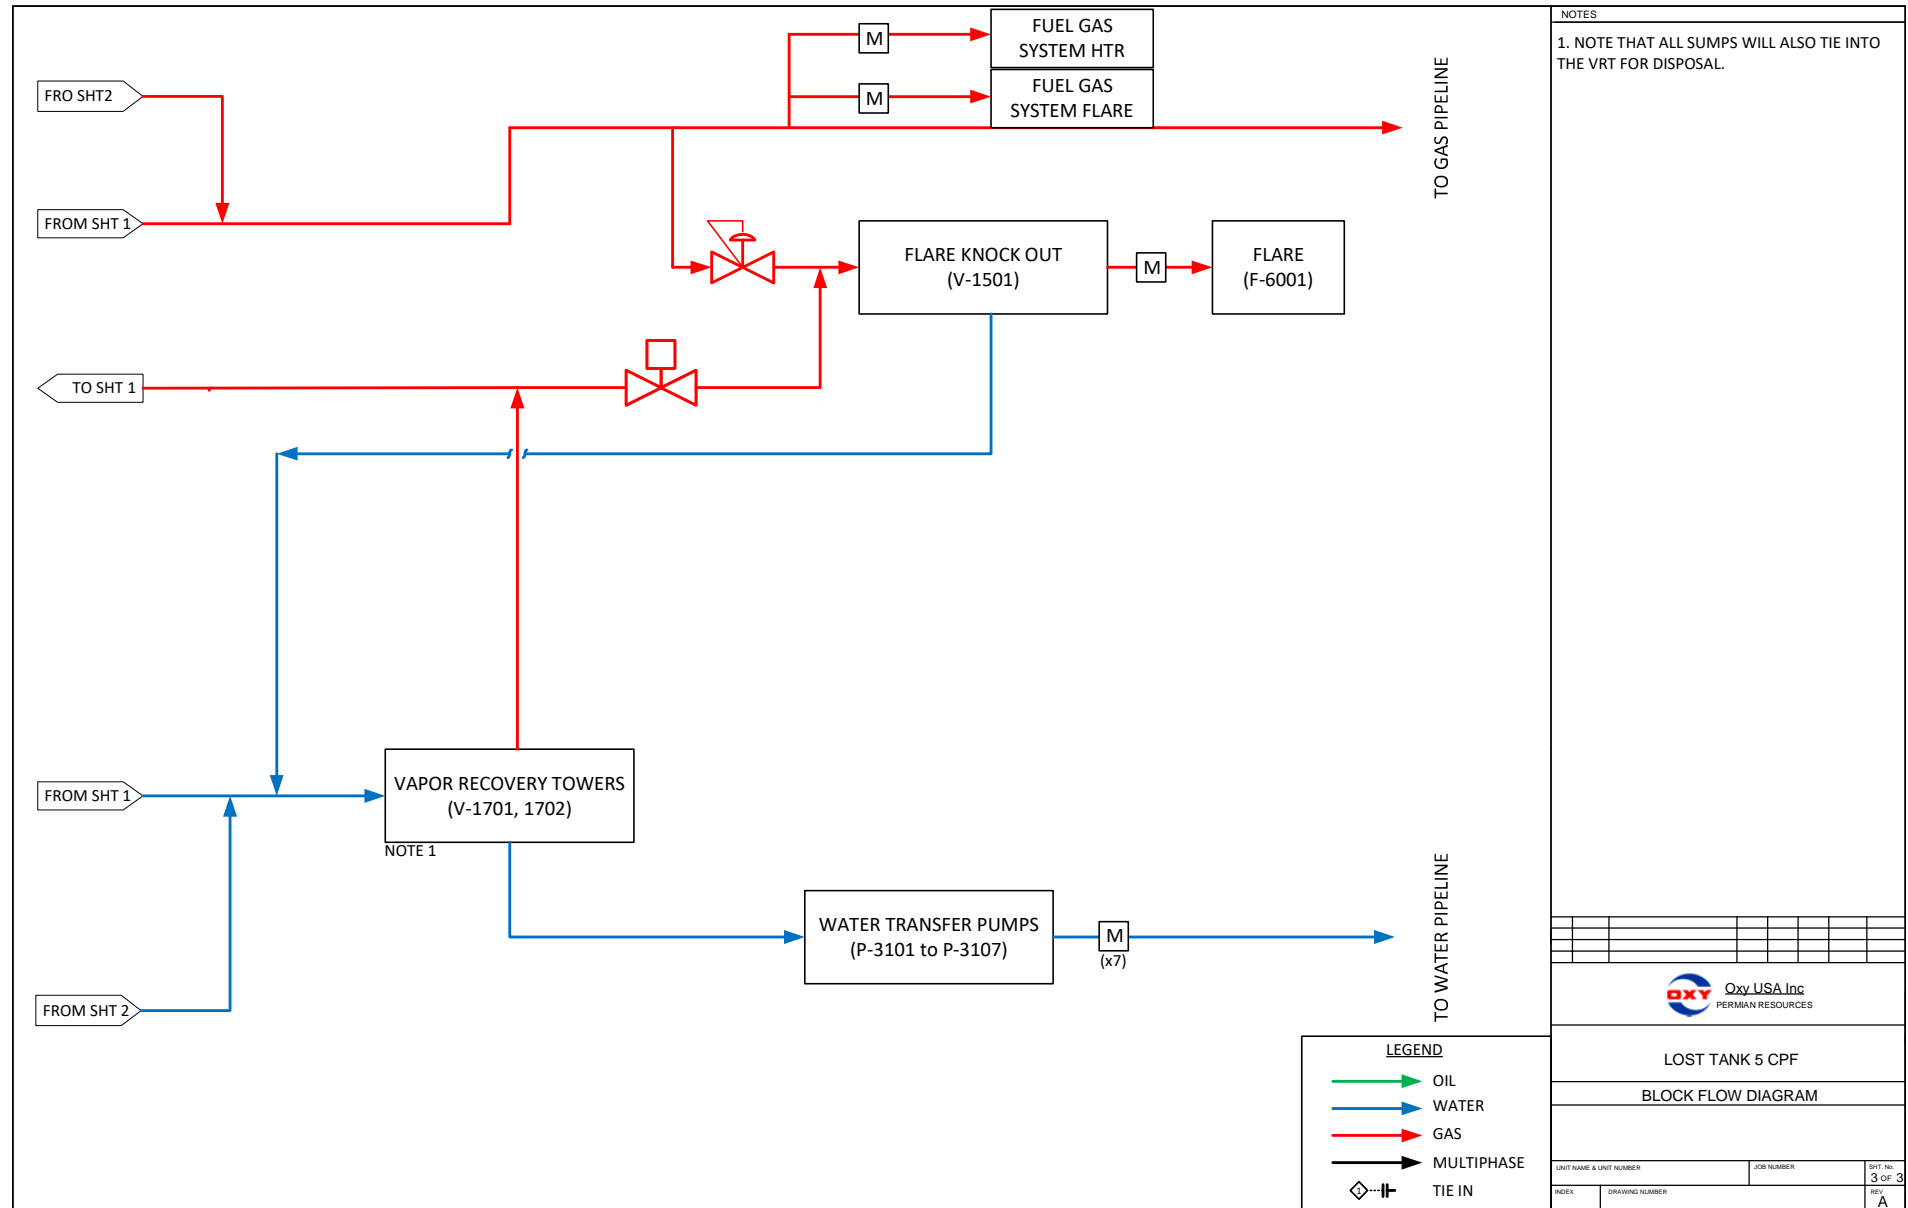 FUEL GAS
SYSTEM HTR
FUEL GAS
SYSTEM FLARE
M
M
FRO SHT2
FROM SHT 1
TO GAS PIPELINE
FLARE KNOCK OUT
(V-1501)
M
FLARE
(F-6001)
TO SHT 1
FROM SHT 1
VAPOR RECOVERY TOWERS
(V-1701, 1702)
NOTE 1
WATER TRANSFER PUMPS
(P-3101 to P-3107)
M
(x7)
TO WATER PIPELINE
FROM SHT 2
LEGEND
OIL
WATER
GAS
MULTIPHASE
1
TIE IN
NOTES
1. NOTE THAT ALL SUMPS WILL ALSO TIE INTO
THE VRT FOR DISPOSAL.
OXY
Oxy USA Inc
PERMIAN RESOURCES
LOST TANK 5 CPF
BLOCK FLOW DIAGRAM
UNIT NAME & UNIT NUMBER
JOB NUMBER
SHT. No.
3 OF 3
INDEX
DRAWING NUMBER
REV
A